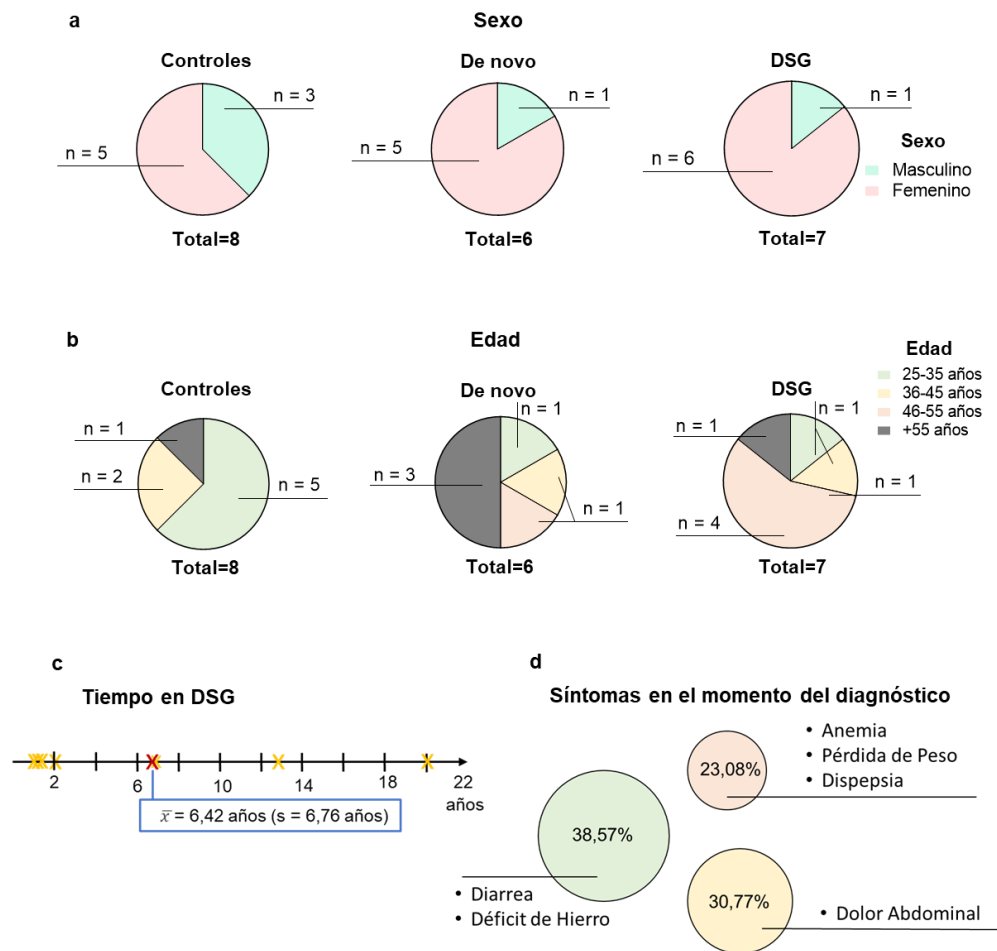 a
Sexo
Controles
De novo
DSG
n = 3
n = 5
Total=8
n = 1
n = 5
Total=6
n = 1
n = 6
Total=7
Sexo
Masculino
Femenino
b
Edad
Controles
De novo
DSG
Edad
25-35 años
36-45 años
46-55 años
+55 años
n = 1
n = 2
n = 5
Total=8
n = 1
n = 3
n = 1
Total=6
n = 1
n = 1
n = 1
n = 4
Total=7
c
Tiempo en DSG
2
6
10
14
18
22
años
x̅ = 6,42 años (s = 6,76 años)
d
Síntomas en el momento del diagnóstico
38,57%
• Diarrea
• Déficit de Hierro
23,08%
• Anemia
• Pérdida de Peso
• Dispepsia
30,77%
• Dolor Abdominal